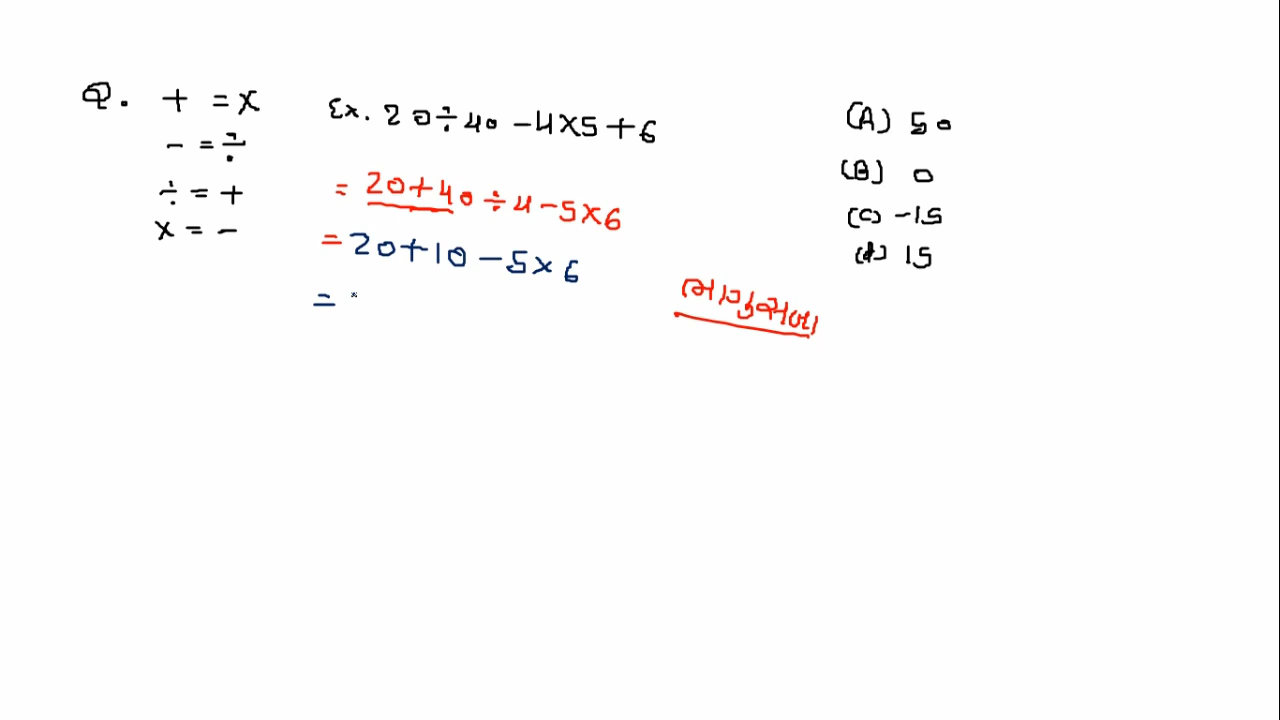 Q. + = x
- = ÷
÷ = +
x = -
Ex. 20 ÷ 40 - 4 x 5 + 6
= 20 + 40 ÷ 4 - 5 x 6
= 20 + 10 - 5 x 6
=
(A) 50
(B) 0
(C) -15
(d) 15
ભાગુસબા